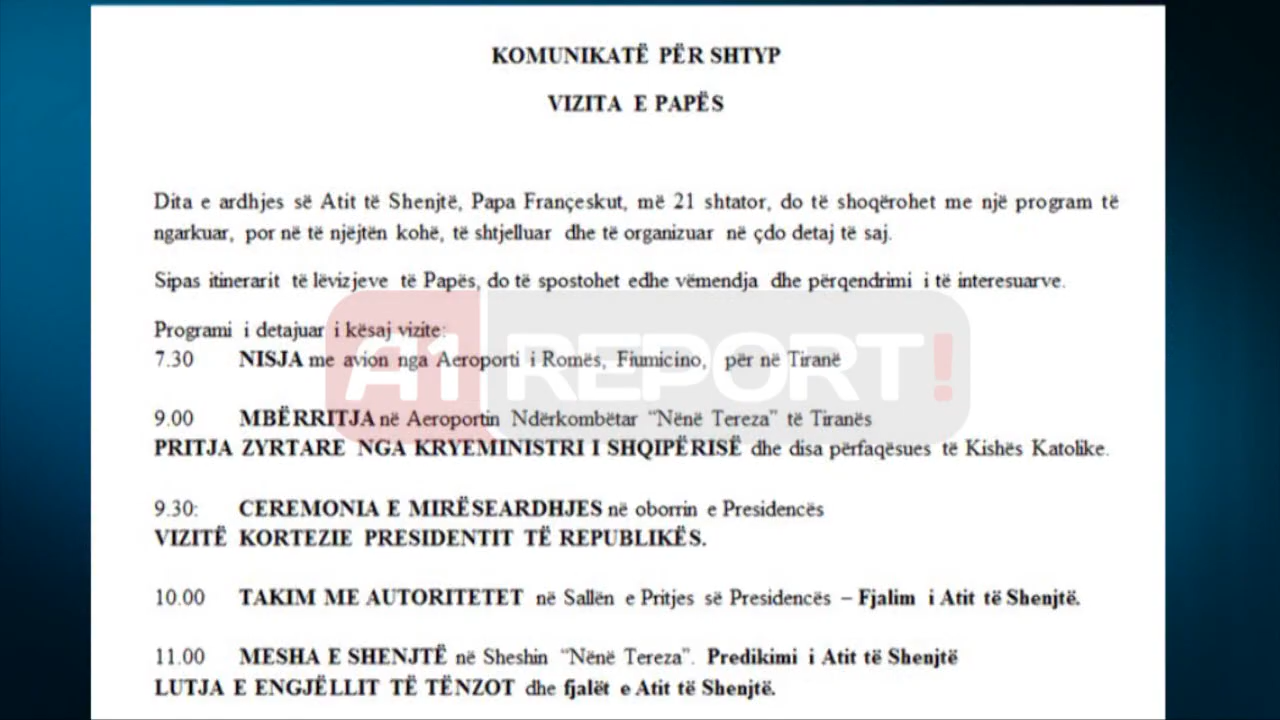 KOMUNIKATË PËR SHTYP
VIZITA E PAPËS
Dita e ardhjes së Atit të Shenjtë, Papa Françeskut, më 21 shtator, do të shoqërohet me një program të
ngarkuar, por në të njëjtën kohë, të shtjelluar dhe të organizuar në çdo detaj të saj.
Sipas itinerarit të lëvizjeve të Papës, do të spostohet edhe vëmendja dhe përqendrimi i të interesuarve.
Programi i detajuar i kësaj vizite:
7.30 NISJA me avion nga Aeroporti i Romës, Fiumicino, për në Tiranë
A1 REPORT!
9.00 MBËRRITJA në Aeroportin Ndërkombëtar “Nënë Tereza” të Tiranës
PRITJA ZYRTARE NGA KRYEMINISTRI I SHQIPËRISË dhe disa përfaqësues të Kishës Katolike.
9.30: CEREMONIA E MIRËSEARDHJES në oborrin e Presidencës
VIZITË KORTEZIE PRESIDENTIT TË REPUBLIKËS.
10.00 TAKIM ME AUTORITETET në Sallën e Pritjes së Presidencës – Fjalim i Atit të Shenjtë.
11.00 MESHA E SHENJTË në Sheshin “Nënë Tereza”. Predikimi i Atit të Shenjtë
LUTJA E ENGJËLLIT TË TËNZOT dhe fjalët e Atit të Shenjtë.